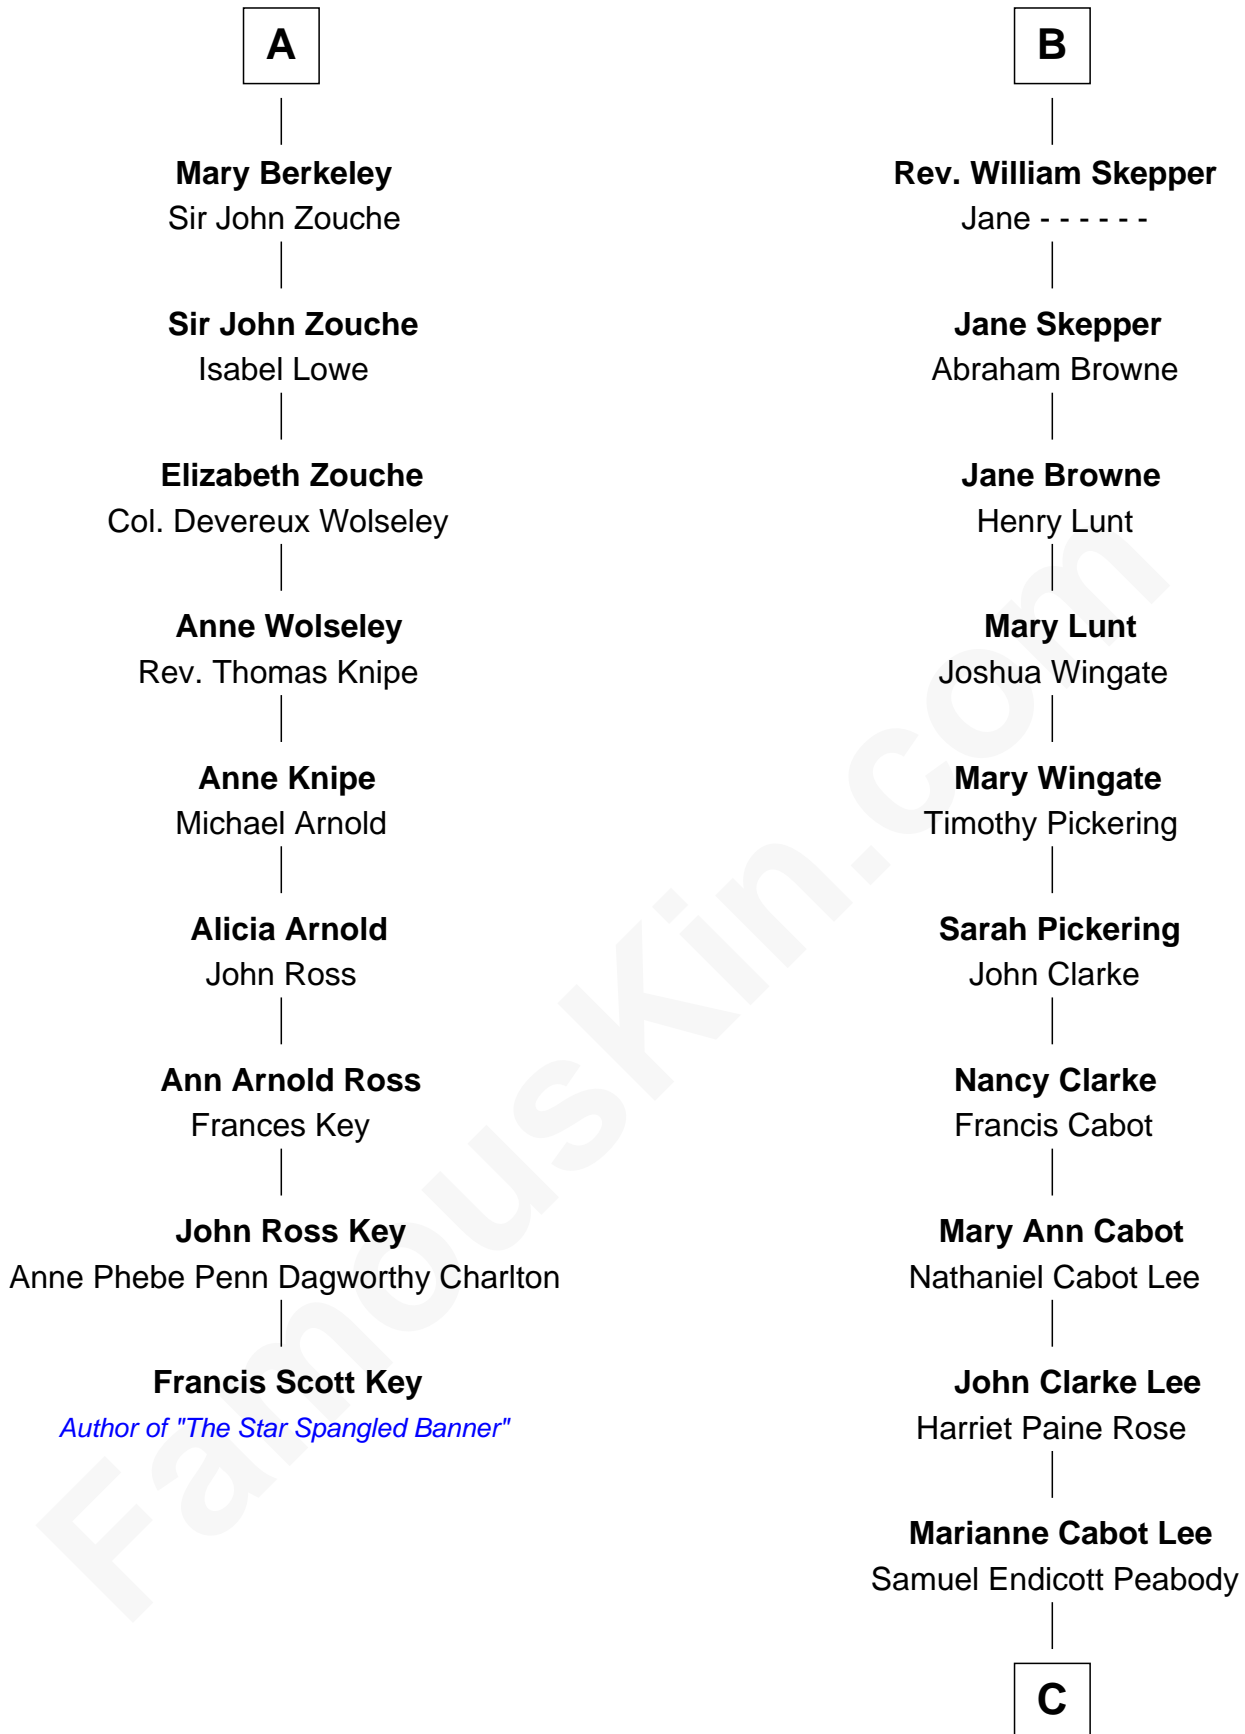 A
Mary Berkeley
Sir John Zouche
Sir John Zouche
Isabel Lowe
Elizabeth Zouche
Col. Devereux Wolseley
Anne Wolseley
Rev. Thomas Knipe
Anne Knipe
Michael Arnold
Alicia Arnold
John Ross
Ann Arnold Ross
Frances Key
John Ross Key
Anne Phebe Penn Dagworthy Charlton
Francis Scott Key
Author of "The Star Spangled Banner"
B
Rev. William Skepper
Jane - - - - - -
Jane Skepper
Abraham Browne
Jane Browne
Henry Lunt
Mary Lunt
Joshua Wingate
Mary Wingate
Timothy Pickering
Sarah Pickering
John Clarke
Nancy Clarke
Francis Cabot
Mary Ann Cabot
Nathaniel Cabot Lee
John Clarke Lee
Harriet Paine Rose
Marianne Cabot Lee
Samuel Endicott Peabody
C
FamousKin.com